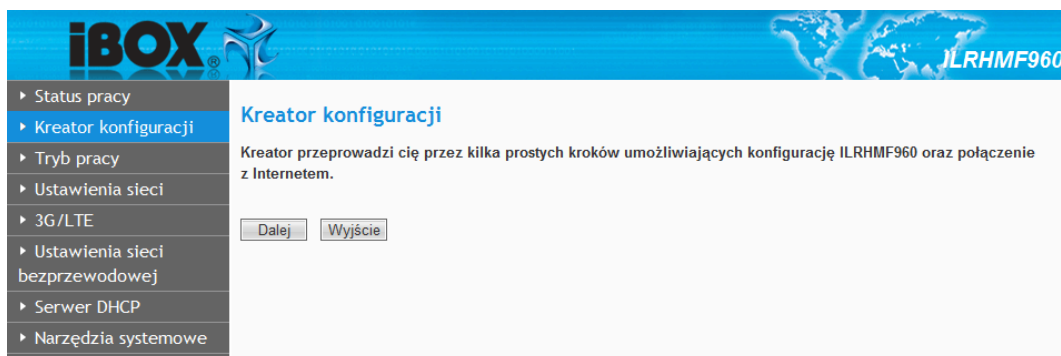 iBOX®
ILRHMF960
Status pracy
Kreator konfiguracji
Tryb pracy
Ustawienia sieci
3G/LTE
Ustawienia sieci
bezprzewodowej
Serwer DHCP
Narzędzia systemowe
Kreator konfiguracji
Kreator przeprowadzi cię przez kilka prostych kroków umożliwiających konfigurację ILRHMF960 oraz połączenie
z Internetem.
Dalej Wyjście